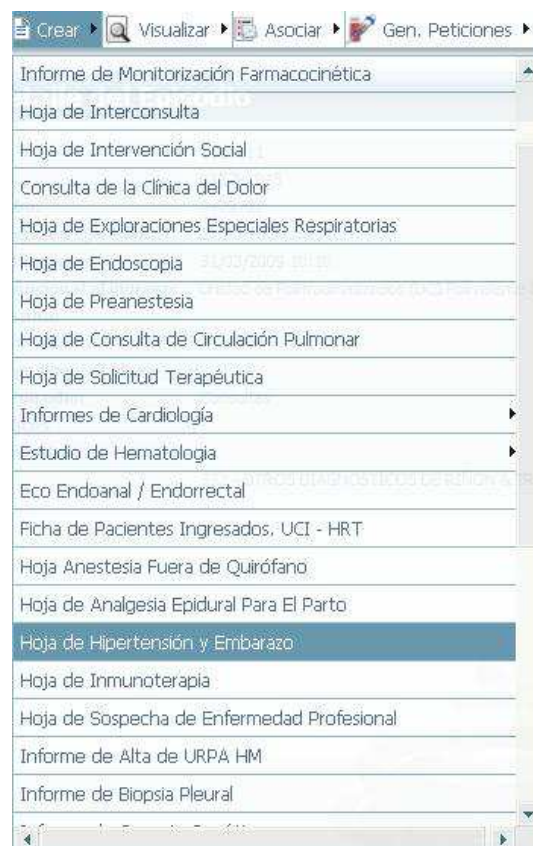 Crear Visualizar Asociar Gen. Peticiones
Informe de Monitorización Farmacocinética
Hoja de Interconsulta
Hoja de Intervención Social
Consulta de la Clínica del Dolor
Hoja de Exploraciones Especiales Respiratorias
Hoja de Endoscopia
Hoja de Preanestesia
Hoja de Consulta de Circulación Pulmonar
Hoja de Solicitud Terapéutica
Informes de Cardiología
Estudio de Hematologia
Eco Endoanal / Endorrectal
Ficha de Pacientes Ingresados. UCI - HRT
Hoja Anestesia Fuera de Quirófano
Hoja de Analgesia Epidural Para El Parto
Hoja de Hipertensión y Embarazo
Hoja de Inmunoterapia
Hoja de Sospecha de Enfermedad Profesional
Informe de Alta de URPA HM
Informe de Biopsia Pleural